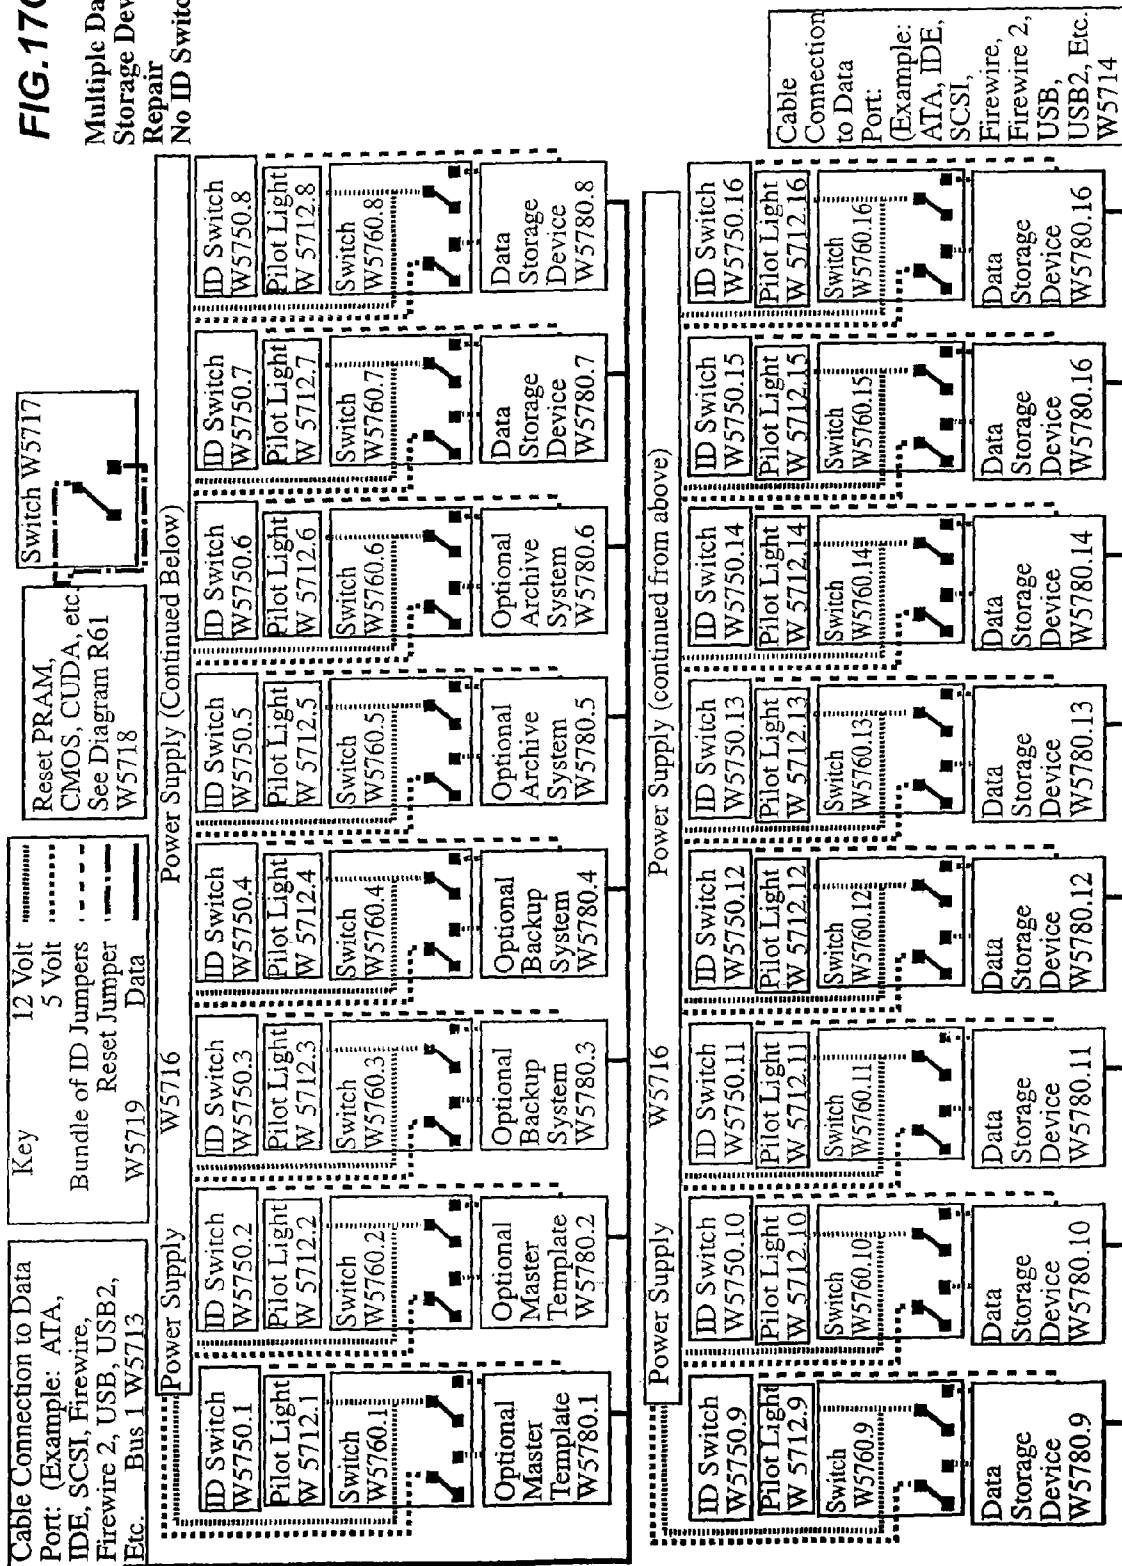 FIG.17
Multiple Da
Storage Dev
Repair
No ID Switc
Cable Connection to Data
Port: (Example: ATA,
IDE, SCSI, Firewire,
Firewire 2, USB, USB2,
Etc. Bus 1 W5713
Key 12 Volt
5 Volt
Bundle of ID Jumpers
Reset Jumper
W5719 Data
Reset PRAM,
CMOS, CUDA, etc.
See Diagram R61
W5718
Switch W5717
Power Supply W5716 Power Supply (Continued Below)
ID Switch
W5750.1
Pilot Light
W 5712.1
Switch
W5760.1
Optional
Master
Template
W5780.1
ID Switch
W5750.2
Pilot Light
W 5712.2
Switch
W5760.2
Optional
Master
Template
W5780.2
ID Switch
W5750.3
Pilot Light
W 5712.3
Switch
W5760.3
Optional
Backup
System
W5780.3
ID Switch
W5750.4
Pilot Light
W 5712.4
Switch
W5760.4
Optional
Backup
System
W5780.4
ID Switch
W5750.5
Pilot Light
W 5712.5
Switch
W5760.5
Optional
Archive
System
W5780.5
ID Switch
W5750.6
Pilot Light
W 5712.6
Switch
W5760.6
Optional
Archive
System
W5780.6
ID Switch
W5750.7
Pilot Light
W 5712.7
Switch
W5760.7
Data
Storage
Device
W5780.7
ID Switch
W5750.8
Pilot Light
W 5712.8
Switch
W5760.8
Data
Storage
Device
W5780.8
Power Supply W5716 Power Supply (continued from above)
ID Switch
W5750.9
Pilot Light
W 5712.9
Switch
W5760.9
Data
Storage
Device
W5780.9
ID Switch
W5750.10
Pilot Light
W 5712.10
Switch
W5760.10
Data
Storage
Device
W5780.10
ID Switch
W5750.11
Pilot Light
W5712.11
Switch
W5760.11
Data
Storage
Device
W5780.11
ID Switch
W5750.12
Pilot Light
W5712.12
Switch
W5760.12
Data
Storage
Device
W5780.12
ID Switch
W5750.13
Pilot Light
W 5712.13
Switch
W5760.13
Data
Storage
Device
W5780.13
ID Switch
W5750.14
Pilot Light
W 5712.14
Switch
W5760.14
Data
Storage
Device
W5780.14
ID Switch
W5750.15
Pilot Light
W 5712.15
Switch
W5760.15
Data
Storage
Device
W5780.16
ID Switch
W5750.16
Pilot Light
W 5712.16
Switch
W5760.16
Data
Storage
Device
W5780.16
Cable
Connection
to Data
Port:
(Example:
ATA, IDE,
SCSI,
Firewire,
Firewire 2,
USB,
USB2, Etc.
W5714